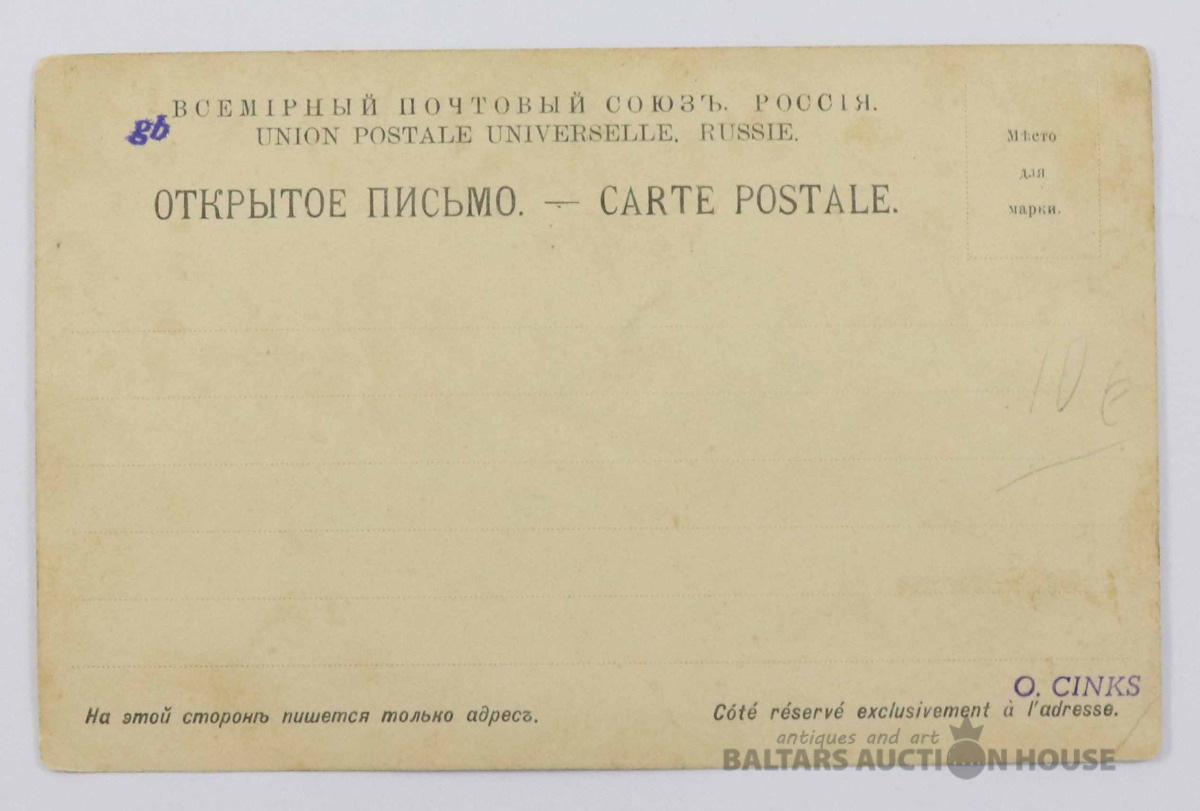 ВСЕМІРНЫЙ ПОЧТОВЫЙ СОЮЗЪ. РОССІЯ.
gb
UNION POSTALE UNIVERSELLE. RUSSIE.
Мѣсто
для
марки.
ОТКРЫТОЕ ПИСЬМО. — CARTE POSTALE.
10 €
O. CINKS
На этой сторонѣ пишется только адресъ.
Côté réservé exclusivement à l'adresse.
antiques and art
BALTARS AUCTION HOUSE